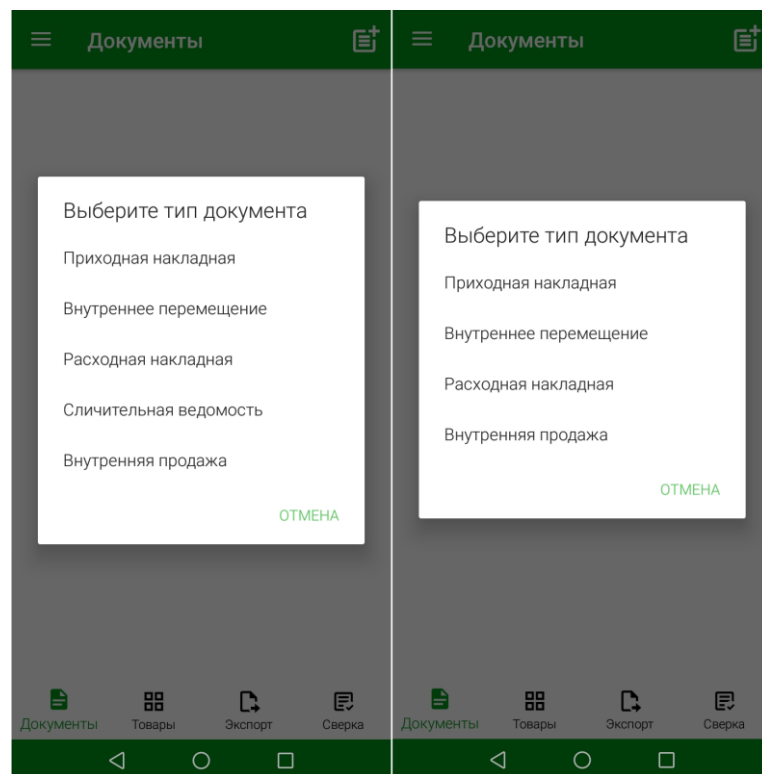 Документы
Выберите тип документа
Приходная накладная
Внутреннее перемещение
Расходная накладная
Сличительная ведомость
Внутренняя продажа
ОТМЕНА
Документы
Товары
Экспорт
Сверка
Документы
Выберите тип документа
Приходная накладная
Внутреннее перемещение
Расходная накладная
Внутренняя продажа
ОТМЕНА
Документы
Товары
Экспорт
Сверка